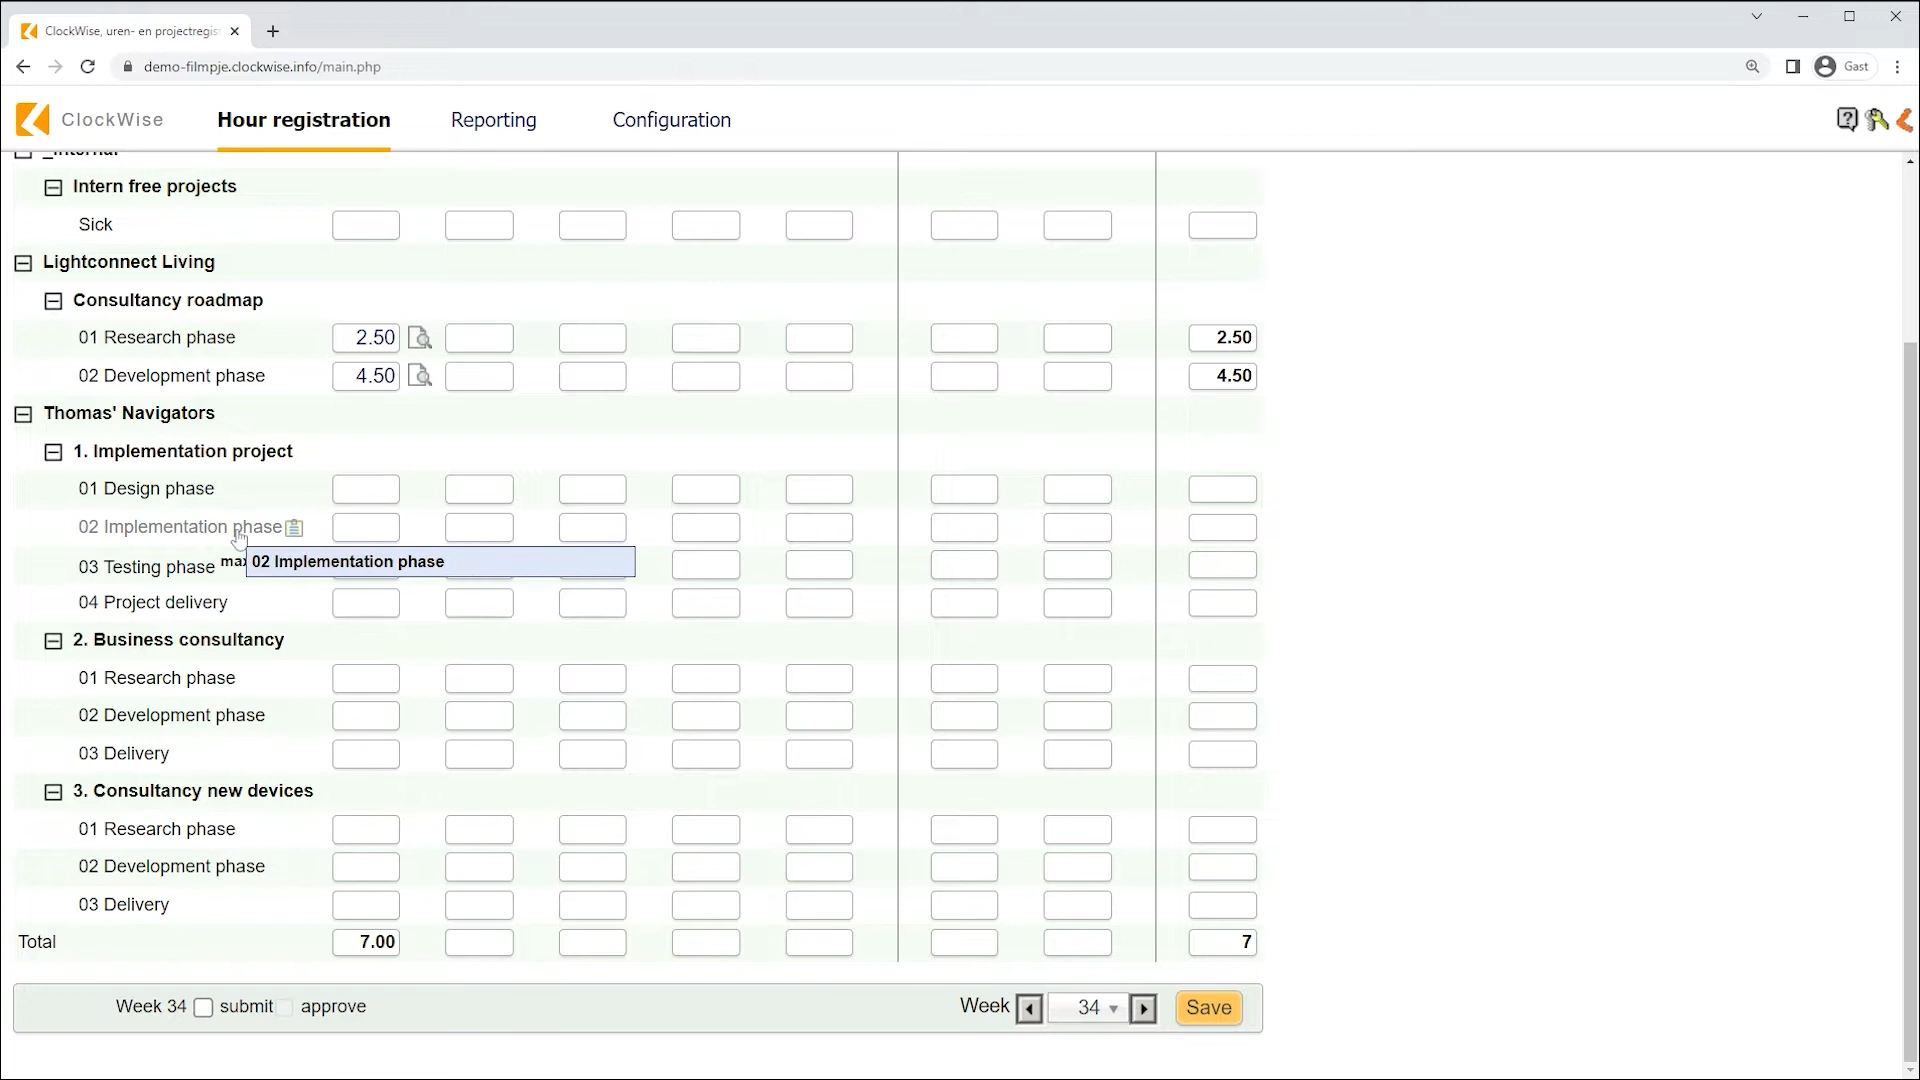 ClockWise, uren- en projectregis
demo-filmpje.clockwise.info/main.php
Gast
ClockWise
Hour registration
Reporting
Configuration
_Internal
Intern free projects
Sick
Lightconnect Living
Consultancy roadmap
01 Research phase 2.50 2.50
02 Development phase 4.50 4.50
Thomas' Navigators
1. Implementation project
01 Design phase
02 Implementation phase
03 Testing phase max
02 Implementation phase
04 Project delivery
2. Business consultancy
01 Research phase
02 Development phase
03 Delivery
3. Consultancy new devices
01 Research phase
02 Development phase
03 Delivery
Total 7.00 7
Week 34 submit approve Week 34 Save